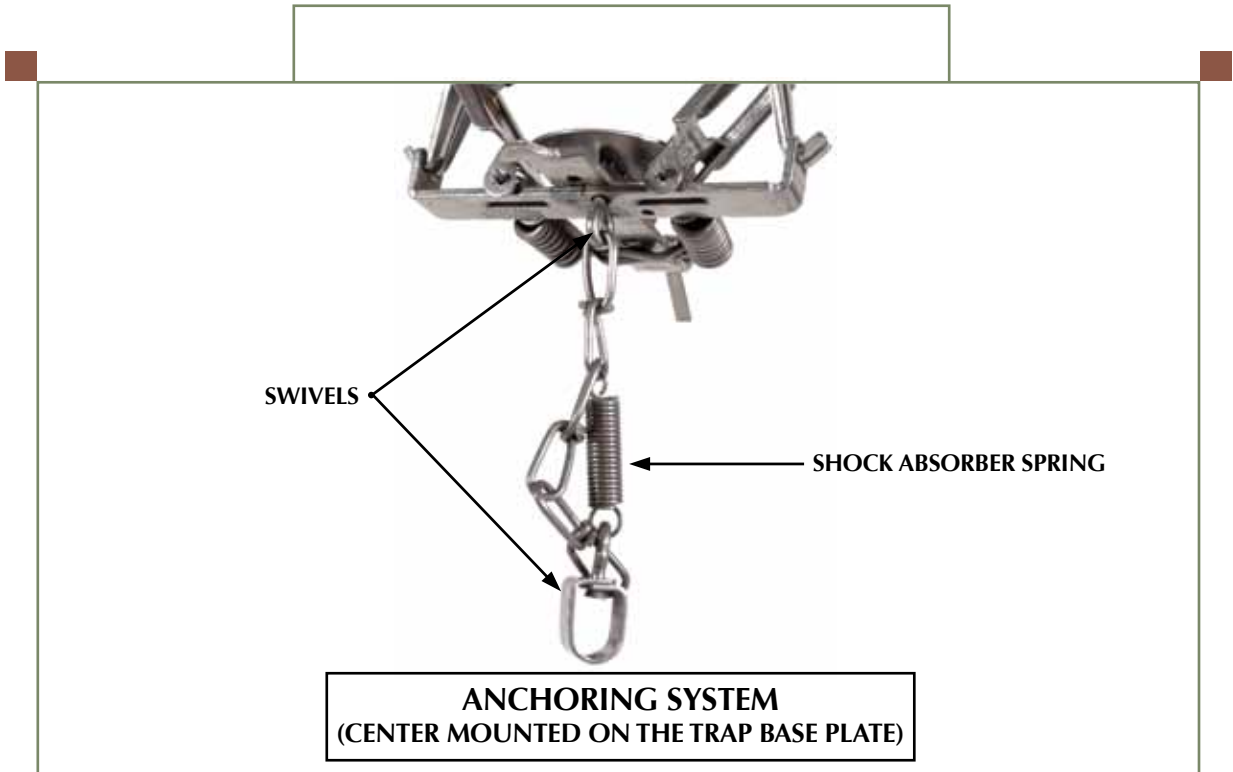 SWIVELS
SHOCK ABSORBER SPRING
ANCHORING SYSTEM
(CENTER MOUNTED ON THE TRAP BASE PLATE)